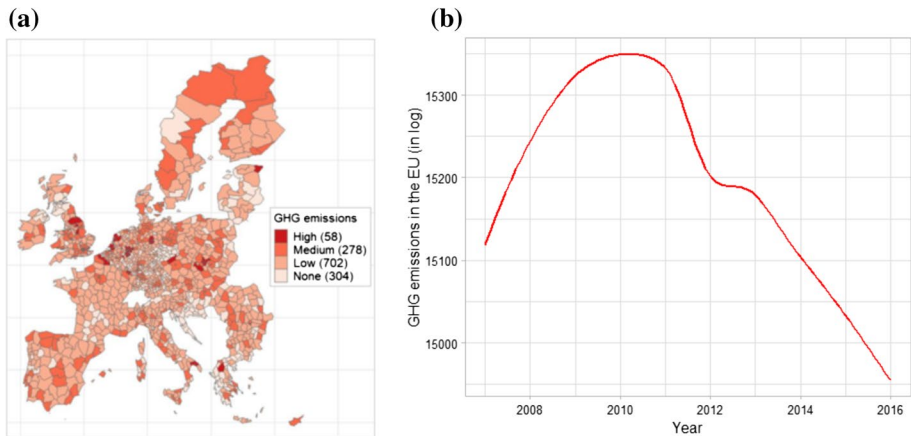 (a)
GHG emissions
High (58)
Medium (278)
Low (702)
None (304)
(b)
GHG emissions in the EU (in log)
15300
15200
15100
15000
2008 2010 2012 2014 2016
Year